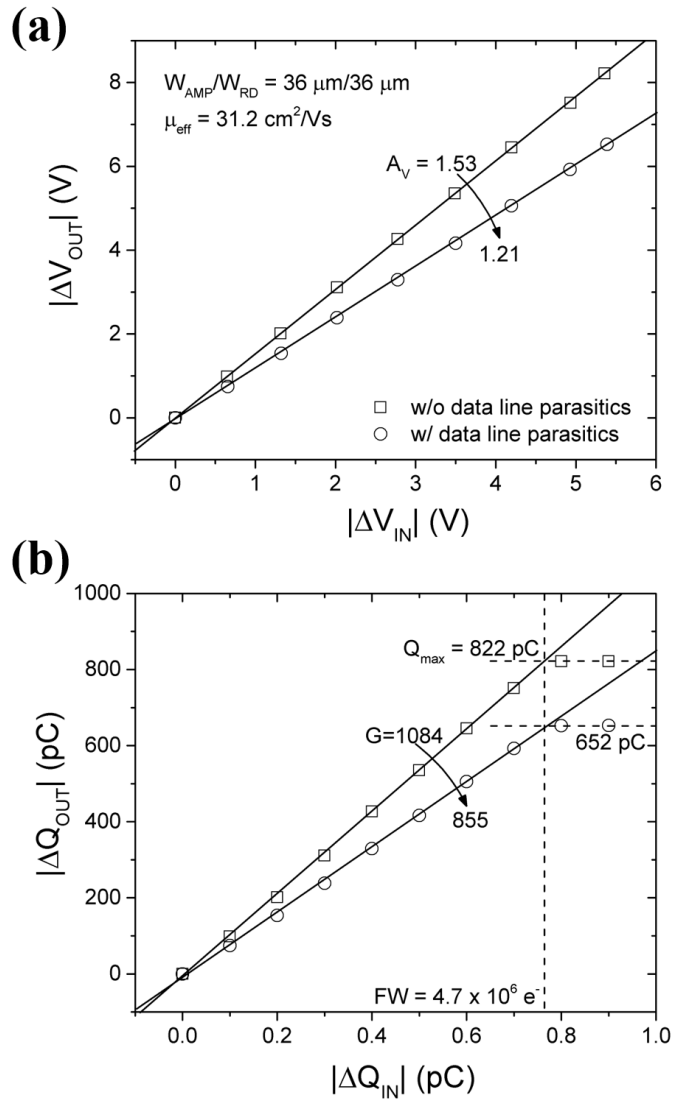 (a)
W_AMP/W_RD = 36 μm/36 μm
μ_eff = 31.2 cm²/Vs
A_V = 1.53
1.21
w/o data line parasitics
w/ data line parasitics
|ΔV_OUT| (V)
8
6
4
2
0
0 1 2 3 4 5 6
|ΔV_IN| (V)
(b)
1000
800
600
400
200
0
|ΔQ_OUT| (pC)
Q_max = 822 pC
G=1084
652 pC
855
FW = 4.7 x 10⁶ e⁻
0.0 0.2 0.4 0.6 0.8 1.0
|ΔQ_IN| (pC)